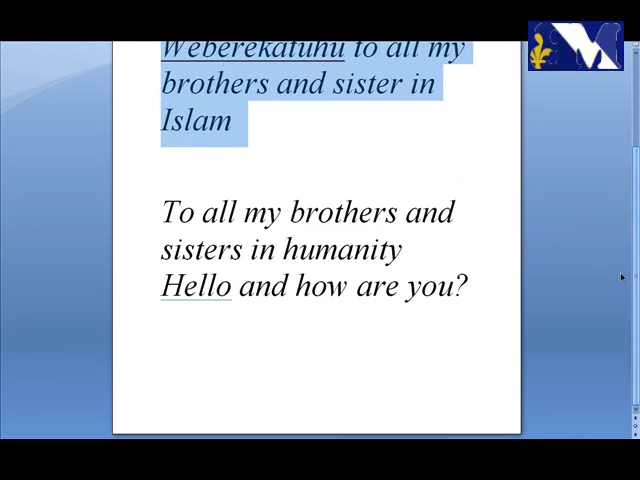 Weberekatuhu to all my
brothers and sister in
Islam
To all my brothers and
sisters in humanity
Hello and how are you?